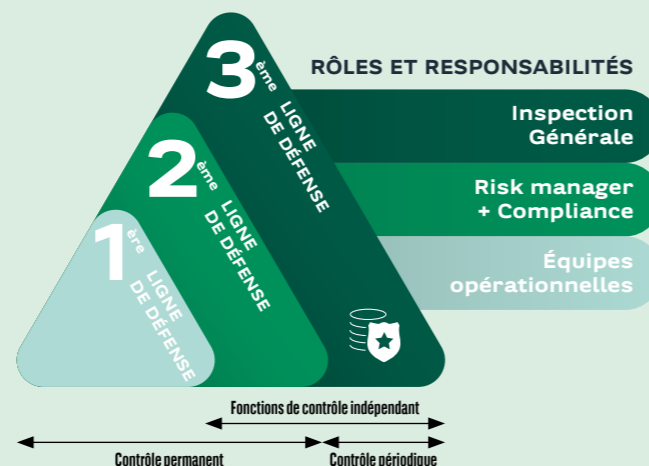 RÔLES ET RESPONSABILITÉS
3ème LIGNE
DE DÉFENSE
Inspection
Générale
2ème LIGNE
DE DÉFENSE
Risk manager
+ Compliance
1ère LIGNE
DE DÉFENSE
Équipes
opérationnelles
Fonctions de contrôle indépendant
Contrôle permanent
Contrôle périodique